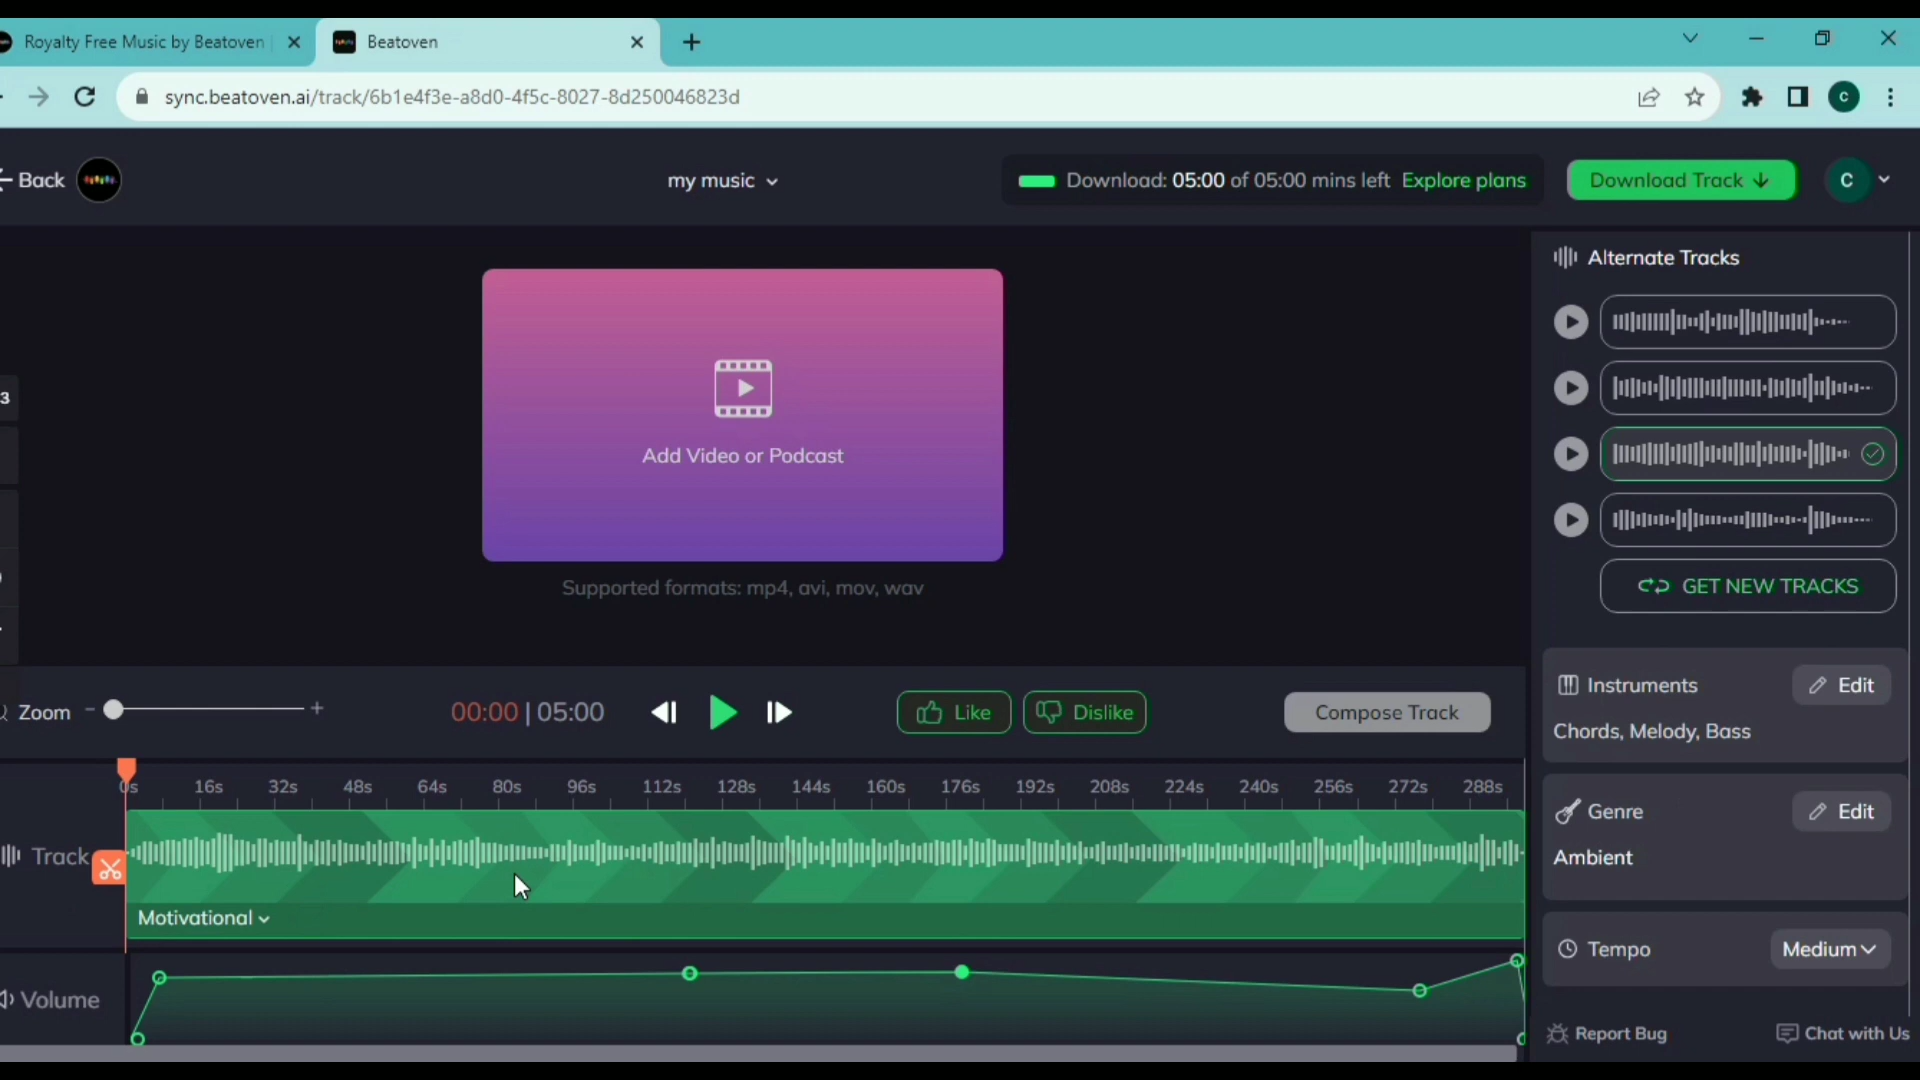 Royalty Free Music by Beatoven
Beatoven
sync.beatoven.ai/track/6b1e4f3e-a8d0-4f5c-8027-8d250046823d
C
Back
my music
Download: 05:00 of 05:00 mins left Explore plans
Download Track
C
Alternate Tracks
3
Add Video or Podcast
Supported formats: mp4, avi, mov, wav
GET NEW TRACKS
Instruments
Edit
Chords, Melody, Bass
Zoom - +
00:00 | 05:00
Like
Dislike
Compose Track
0s 16s 32s 48s 64s 80s 96s 112s 128s 144s 160s 176s 192s 208s 224s 240s 256s 272s 288s
Genre
Edit
Ambient
Track
Motivational
Tempo
Medium
Volume
Report Bug
Chat with Us